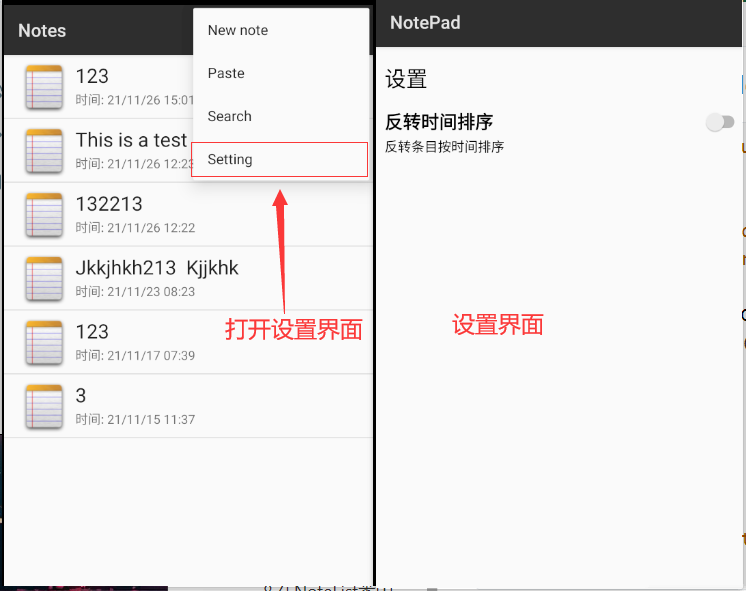 Notes
New note
Paste
Search
Setting
123
时间: 21/11/26 15:01
This is a test
时间: 21/11/26 12:23
132213
时间: 21/11/26 12:22
Jkkjhkh213 Kjjkhk
时间: 21/11/23 08:23
123
时间: 21/11/17 07:39
3
时间: 21/11/15 11:37
打开设置界面
NotePad
设置
反转时间排序
反转条目按时间排序
设置界面